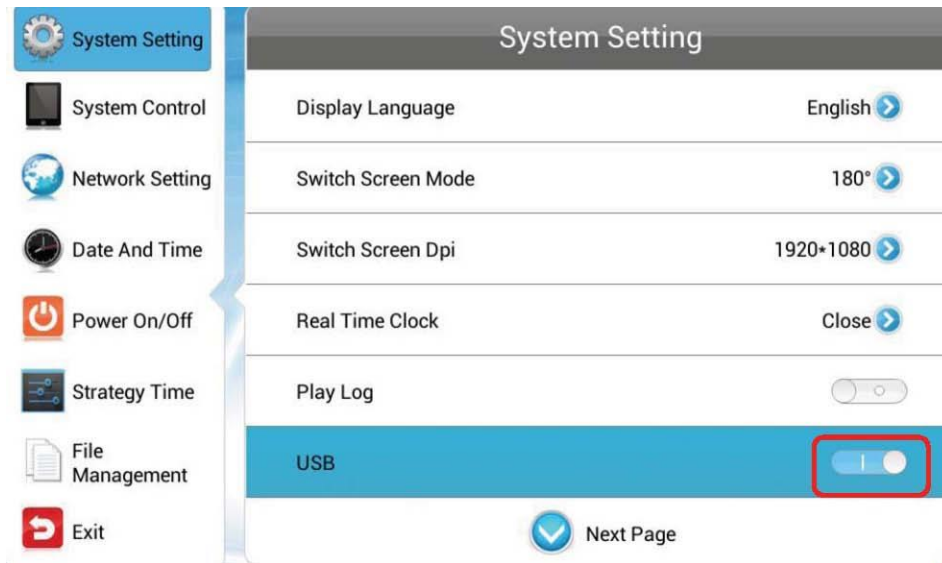 System Setting
System Control
Network Setting
Date And Time
Power On/Off
Strategy Time
File
Management
Exit
System Setting
Display Language English
Switch Screen Mode 180°
Switch Screen Dpi 1920*1080
Real Time Clock Close
Play Log
USB
Next Page